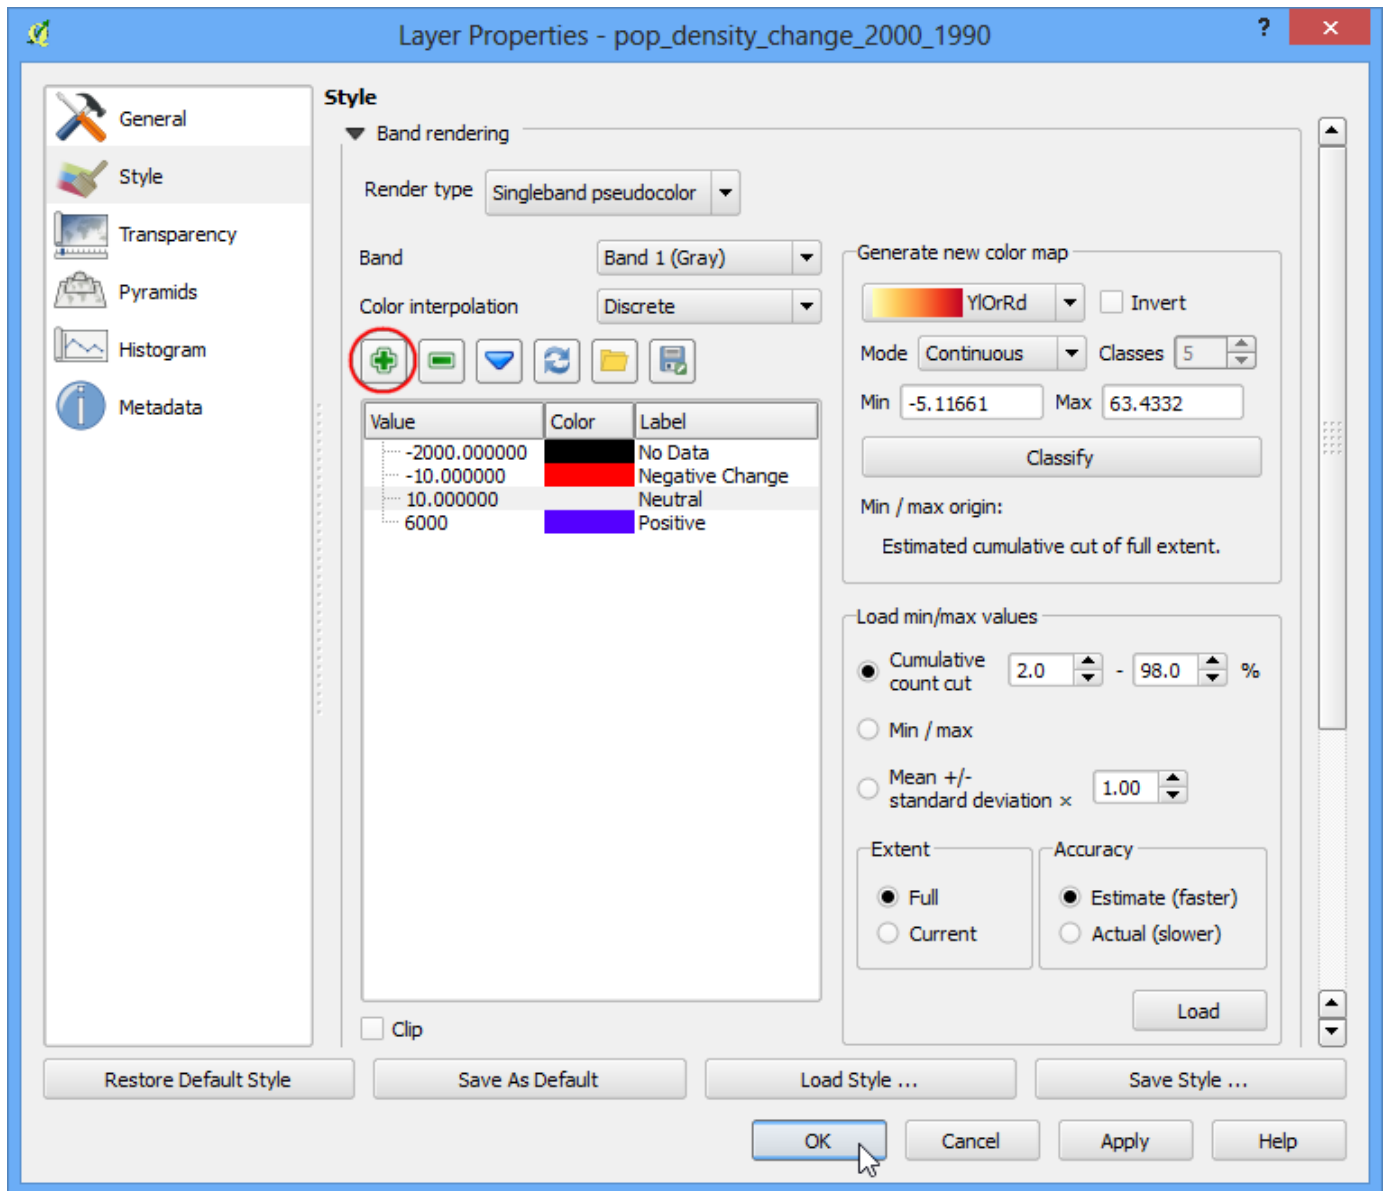 Layer Properties - pop_density_change_2000_1990
?
General
Style
Transparency
Pyramids
Histogram
Metadata
Style
Band rendering
Render type Singleband pseudocolor
Band Band 1 (Gray)
Color interpolation Discrete
Value Color Label
-2000.000000 No Data
-10.000000 Negative Change
10.000000 Neutral
6000 Positive
Clip
Generate new color map
YlOrRd Invert
Mode Continuous Classes 5
Min -5.11661 Max 63.4332
Classify
Min / max origin:
Estimated cumulative cut of full extent.
Load min/max values
Cumulative
count cut 2.0 - 98.0 %
Min / max
Mean +/-
standard deviation × 1.00
Extent
Full
Current
Accuracy
Estimate (faster)
Actual (slower)
Load
Restore Default Style Save As Default Load Style ... Save Style ...
OK Cancel Apply Help